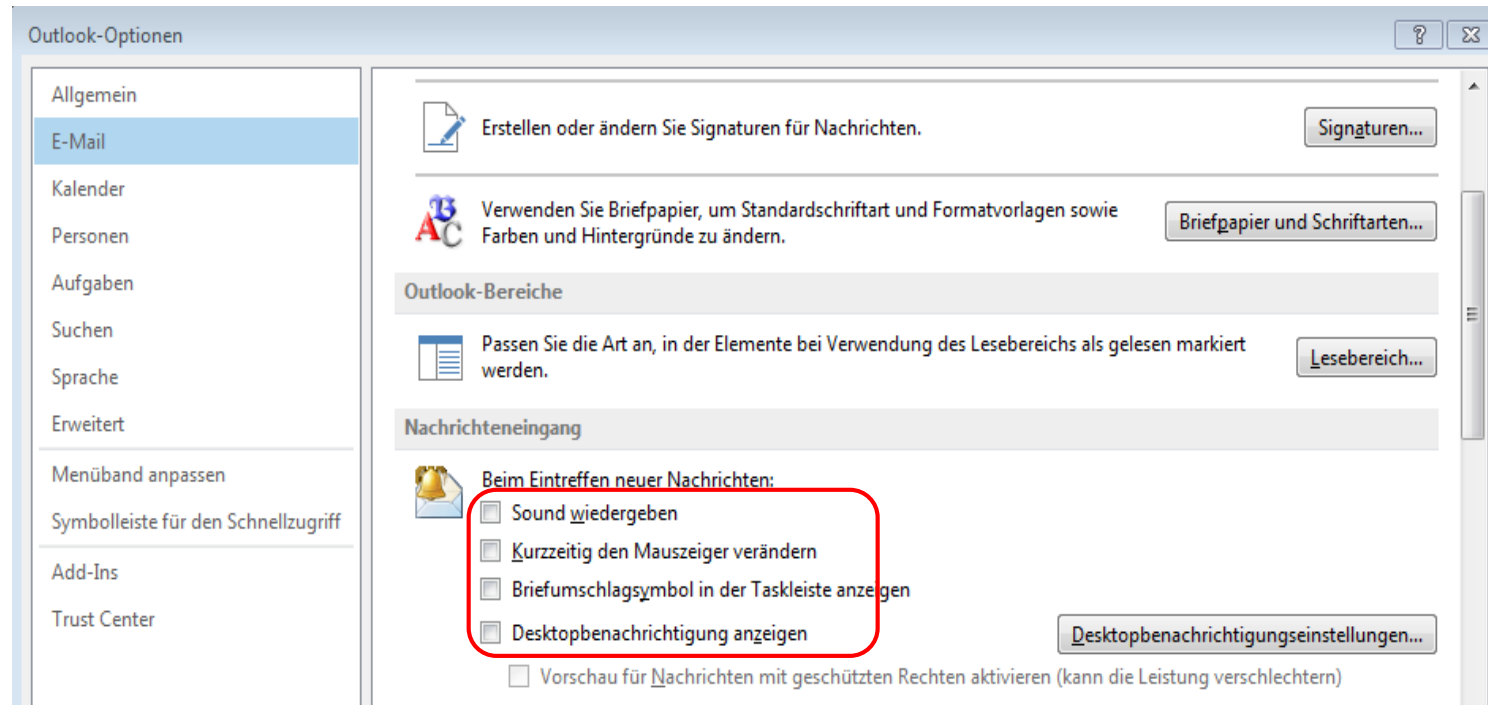 Outlook-Optionen
Allgemein
E-Mail
Kalender
Personen
Aufgaben
Suchen
Sprache
Erweitert
Menüband anpassen
Symbolleiste für den Schnellzugriff
Add-Ins
Trust Center
Erstellen oder ändern Sie Signaturen für Nachrichten.
Signaturen...
Verwenden Sie Briefpapier, um Standardschriftart und Formatvorlagen sowie
Farben und Hintergründe zu ändern.
Briefpapier und Schriftarten...
Outlook-Bereiche
Passen Sie die Art an, in der Elemente bei Verwendung des Lesebereichs als gelesen markiert
werden.
Lesebereich...
Nachrichteneingang
Beim Eintreffen neuer Nachrichten:
Sound wiedergeben
Kurzzeitig den Mauszeiger verändern
Briefumschlagsymbol in der Taskleiste anzeigen
Desktopbenachrichtigung anzeigen
Desktopbenachrichtigungseinstellungen...
Vorschau für Nachrichten mit geschützten Rechten aktivieren (kann die Leistung verschlechtern)